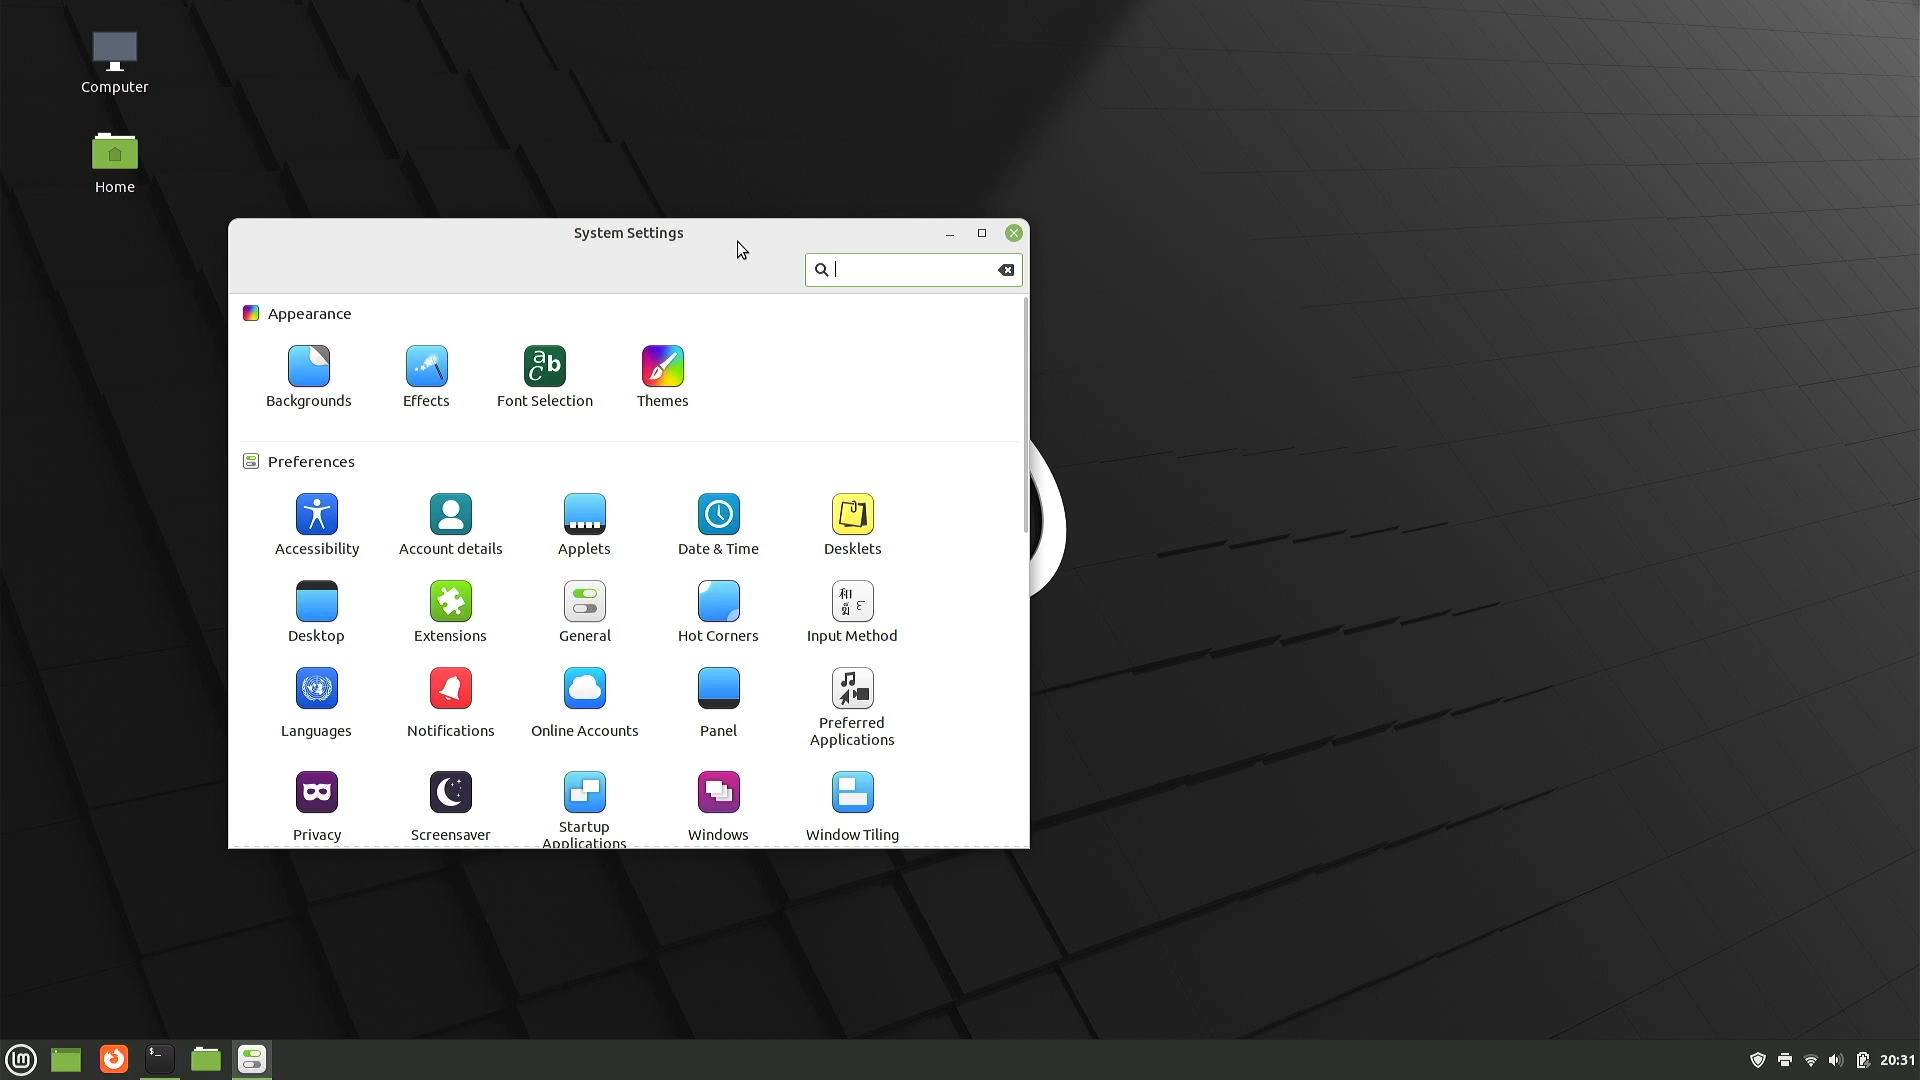 Computer
Home
System Settings
Appearance
Backgrounds
Effects
Font Selection
Themes
Preferences
Accessibility
Account details
Applets
Date & Time
Desklets
Desktop
Extensions
General
Hot Corners
Input Method
Languages
Notifications
Online Accounts
Panel
Preferred
Applications
Privacy
Screensaver
Startup
Applications
Windows
Window Tiling
20:31